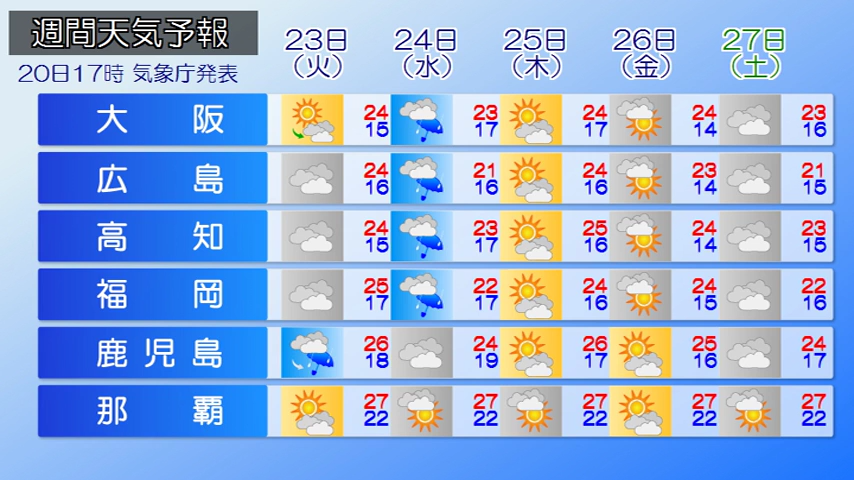 週間天気予報
20日17時 気象庁発表
23日 24日 25日 26日 27日
(火) (水) (木) (金) (土)
大阪 24 15 23 17 24 17 24 14 23 16
広島 24 16 21 16 24 16 23 14 21 15
高知 24 15 23 17 25 16 24 14 23 15
福岡 25 17 22 17 24 16 24 15 22 16
鹿児島 26 18 24 19 26 17 25 16 24 17
那覇 27 22 27 22 27 22 27 22 27 22